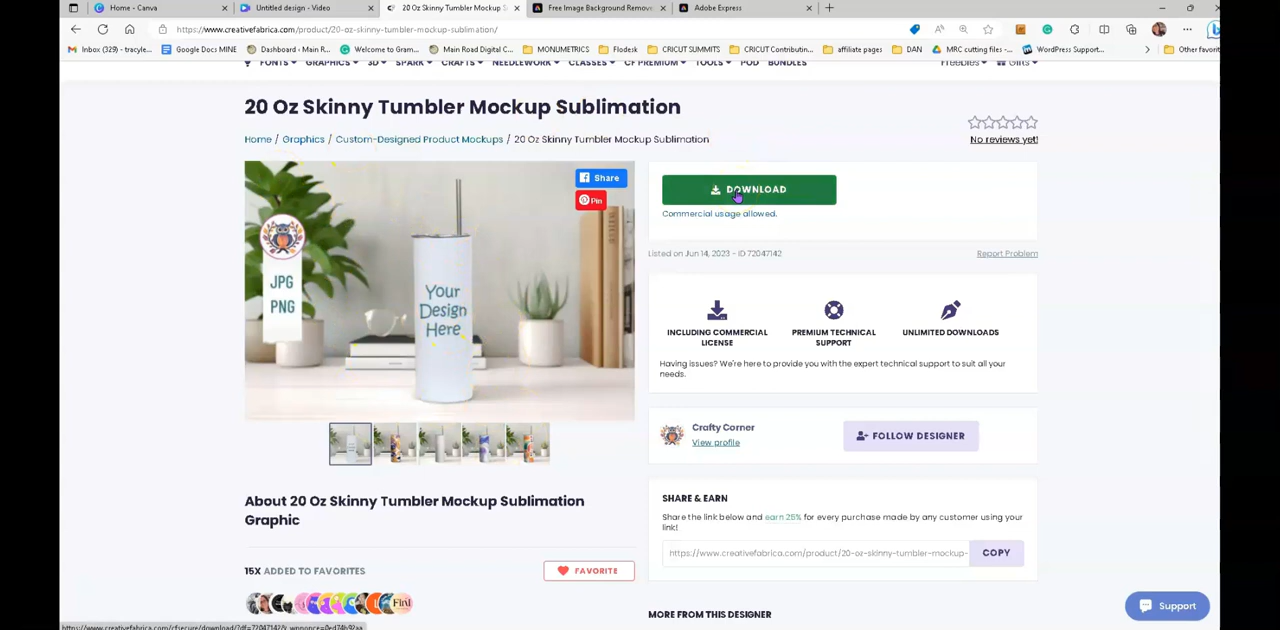 Home - Canva
Untitled design - Video
20 Oz Skinny Tumbler Mockup S
Free Image Background Remove
Adobe Express
https://www.creativefabrica.com/product/20-oz-skinny-tumbler-mockup-sublimation/
Inbox (329) - tracyle...
Google Docs MINE
Dashboard ‹ Main R...
Welcome to Gram...
Main Road Digital C...
MONUMETRICS
Flodesk
CRICUT SUMMITS
CRICUT Contributin...
affiliate pages
DAN
MRC cutting files -...
WordPress Support...
Other favorit
FONTS
GRAPHICS
3D
SPARK
CRAFTS
NEEDLEWORK
CLASSES
CF PREMIUM
TOOLS
POD
BUNDLES
Freebies
Gifts
20 Oz Skinny Tumbler Mockup Sublimation
Home / Graphics / Custom-Designed Product Mockups / 20 Oz Skinny Tumbler Mockup Sublimation
No reviews yet!
Share
Pin
JPG
PNG
Your
Design
Here
DOWNLOAD
Commercial usage allowed.
Listed on Jun 14, 2023 - ID 72047142
Report Problem
INCLUDING COMMERCIAL
LICENSE
PREMIUM TECHNICAL
SUPPORT
UNLIMITED DOWNLOADS
Having issues? We're here to provide you with the expert technical support to suit all your
needs.
Crafty Corner
View profile
FOLLOW DESIGNER
About 20 Oz Skinny Tumbler Mockup Sublimation
Graphic
SHARE & EARN
Share the link below and earn 25% for every purchase made by any customer using your
link!
https://www.creativefabrica.com/product/20-oz-skinny-tumbler-mockup-
COPY
15X ADDED TO FAVORITES
FAVORITE
MORE FROM THIS DESIGNER
Support